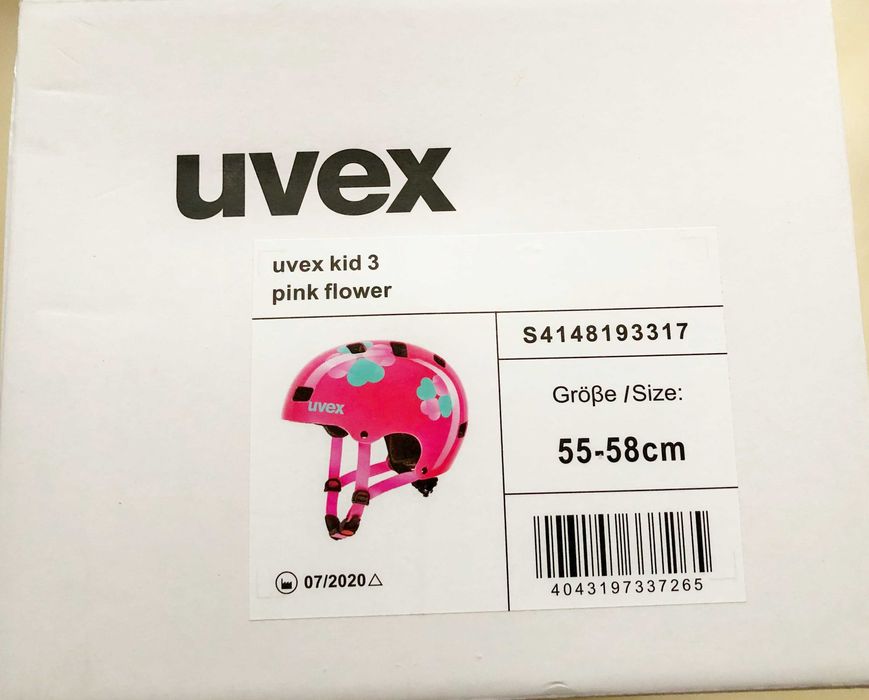 uvex
uvex kid 3
pink flower
S4148193317
Größe / Size:
55-58cm
uvex
07/2020
4043197337265